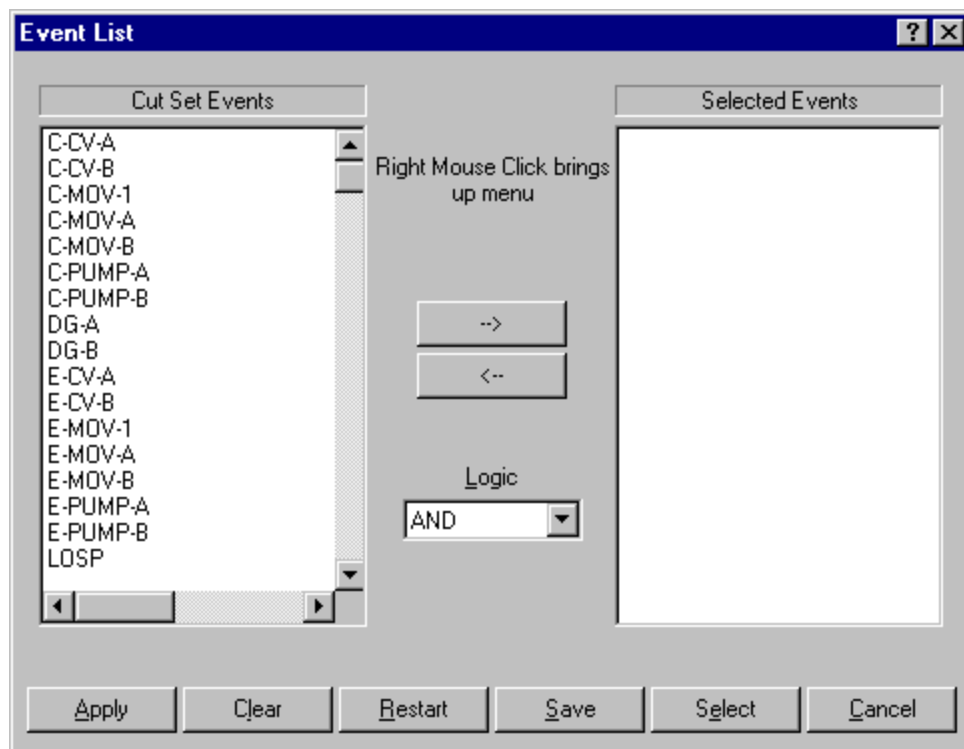 Event List
Cut Set Events
C-CV-A
C-CV-B
C-MOV-1
C-MOV-A
C-MOV-B
C-PUMP-A
C-PUMP-B
DG-A
DG-B
E-CV-A
E-CV-B
E-MOV-1
E-MOV-A
E-MOV-B
E-PUMP-A
E-PUMP-B
LOSP
Right Mouse Click brings
up menu
-->
<--
Logic
AND
Selected Events
Apply Clear Restart Save Select Cancel